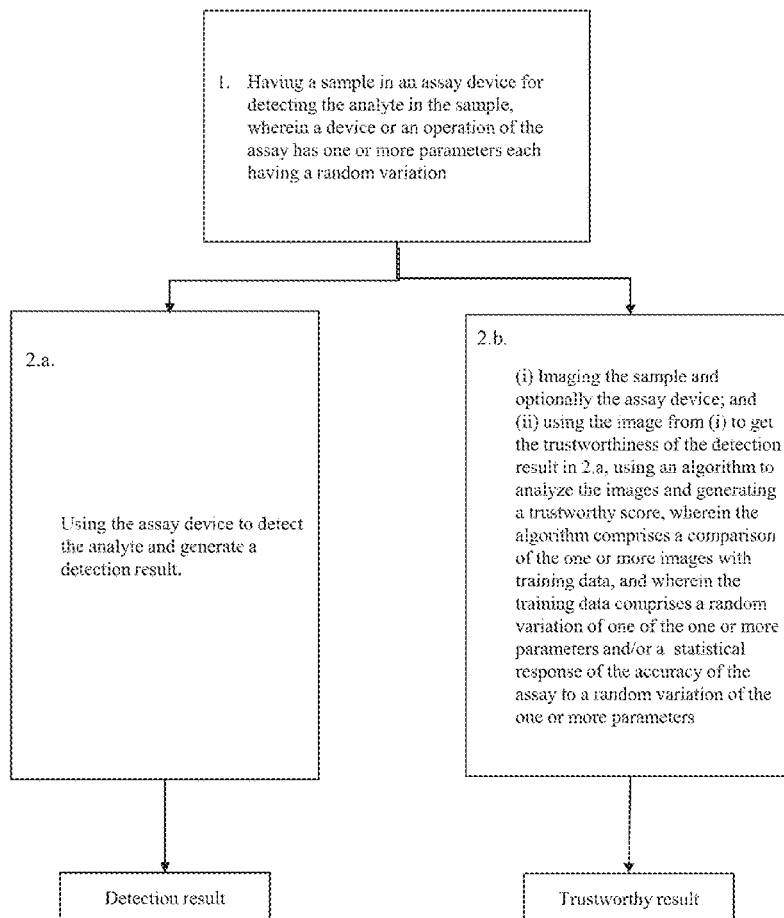 1. Having a sample in an assay device for
detecting the analyte in the sample,
wherein a device or an operation of the
assay has one or more parameters each
having a random variation
2.a.
Using the assay device to detect
the analyte and generate a
detection result.
2.b.
(i) Imaging the sample and
optionally the assay device; and
(ii) using the image from (i) to get
the trustworthiness of the detection
result in 2.a, using an algorithm to
analyze the images and generating
a trustworthy score, wherein the
algorithm comprises a comparison
of the one or more images with
training data, and wherein the
training data comprises a random
variation of one of the one or more
parameters and/or a statistical
response of the accuracy of the
assay to a random variation of the
one or more parameters
Detection result
Trustworthy result